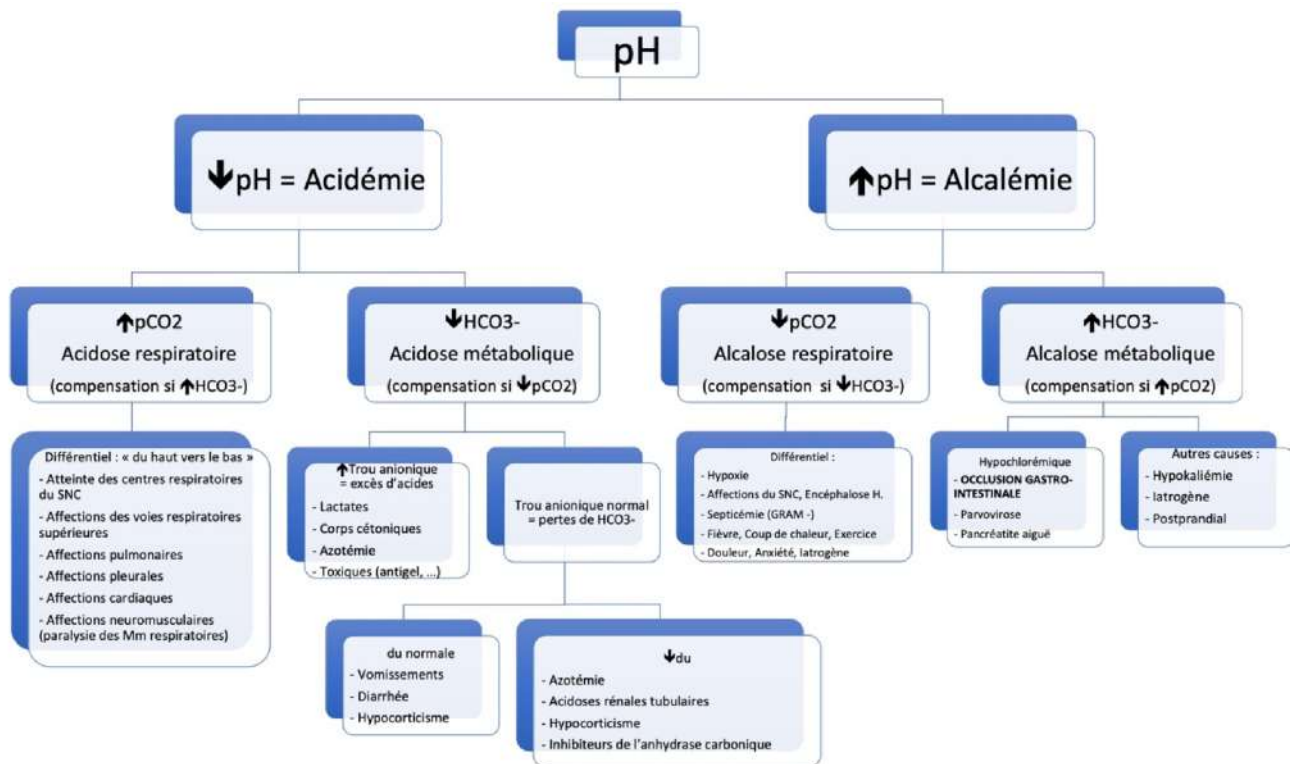 pH
🡇pH = Acidémie
🡅pH = Alcalémie
🡅pCO2
Acidose respiratoire
(compensation si 🡅HCO3-)
🡇HCO3-
Acidose métabolique
(compensation si 🡇pCO2)
🡇pCO2
Alcalose respiratoire
(compensation si 🡇HCO3-)
🡅HCO3-
Alcalose métabolique
(compensation si 🡅pCO2)
Différentiel : « du haut vers le bas »
- Atteinte des centres respiratoires
du SNC
- Affections des voies respiratoires
supérieures
- Affections pulmonaires
- Affections pleurales
- Affections cardiaques
- Affections neuromusculaires
(paralysie des Mm respiratoires)
🡅Trou anionique
= excès d'acides
- Lactates
- Corps cétoniques
- Azotémie
- Toxiques (antigel, ...)
Trou anionique normal
= pertes de HCO3-
Différentiel :
- Hypoxie
- Affections du SNC, Encéphalose H.
- Septicémie (GRAM -)
- Fièvre, Coup de chaleur, Exercice
- Douleur, Anxiété, Iatrogène
Hypochlorémique
- OCCLUSION GASTRO-
INTESTINALE
- Parvovirose
- Pancréatite aiguë
Autres causes :
- Hypokaliémie
- Iatrogène
- Postprandial
du normale
- Vomissements
- Diarrhée
- Hypocorticisme
🡇du
- Azotémie
- Acidoses rénales tubulaires
- Hypocorticisme
- Inhibiteurs de l'anhydrase carbonique